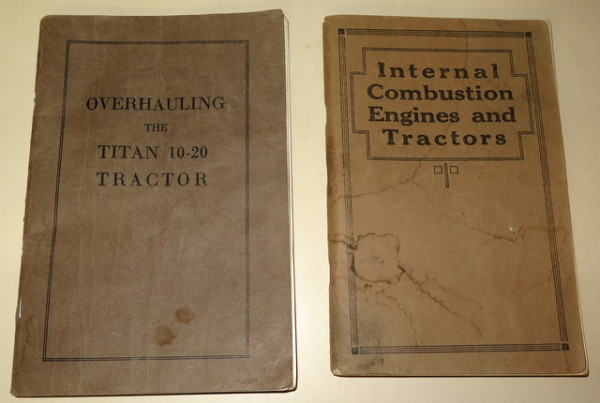 OVERHAULING
THE
TITAN 10-20
TRACTOR
Internal
Combustion
Engines and
Tractors